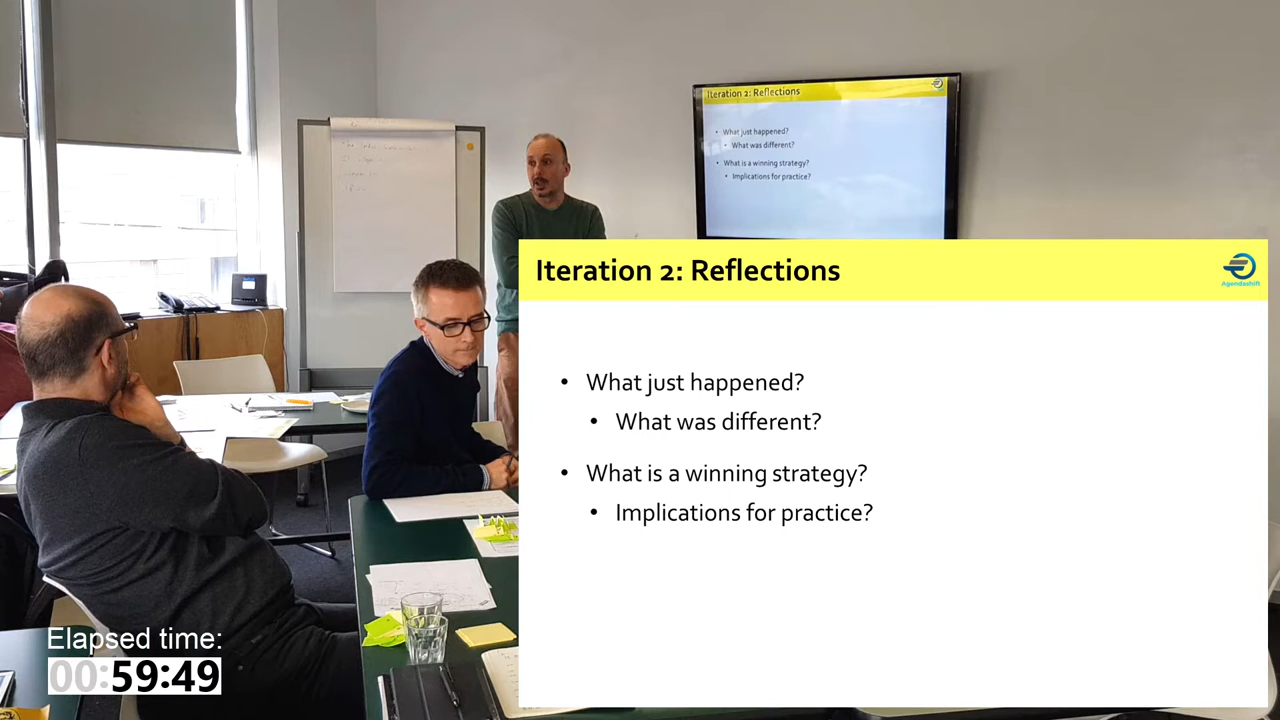 Iteration 2: Reflections
What just happened?
What was different?
What is a winning strategy?
Implications for practice?
Iteration 2: Reflections
Agendashift
• What just happened?
• What was different?
• What is a winning strategy?
• Implications for practice?
Elapsed time:
00:59:49